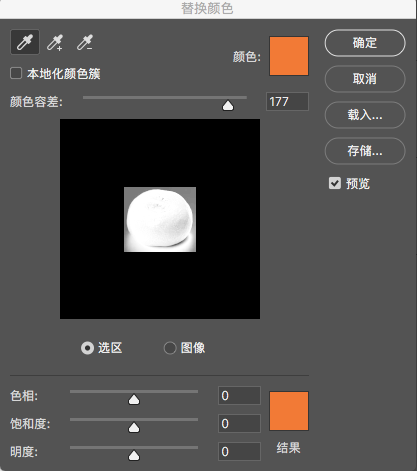 替换颜色
颜色:
确定
本地化颜色簇
取消
颜色容差:
177
载入...
存储...
预览
选区
图像
色相:
0
饱和度:
0
明度:
0
结果